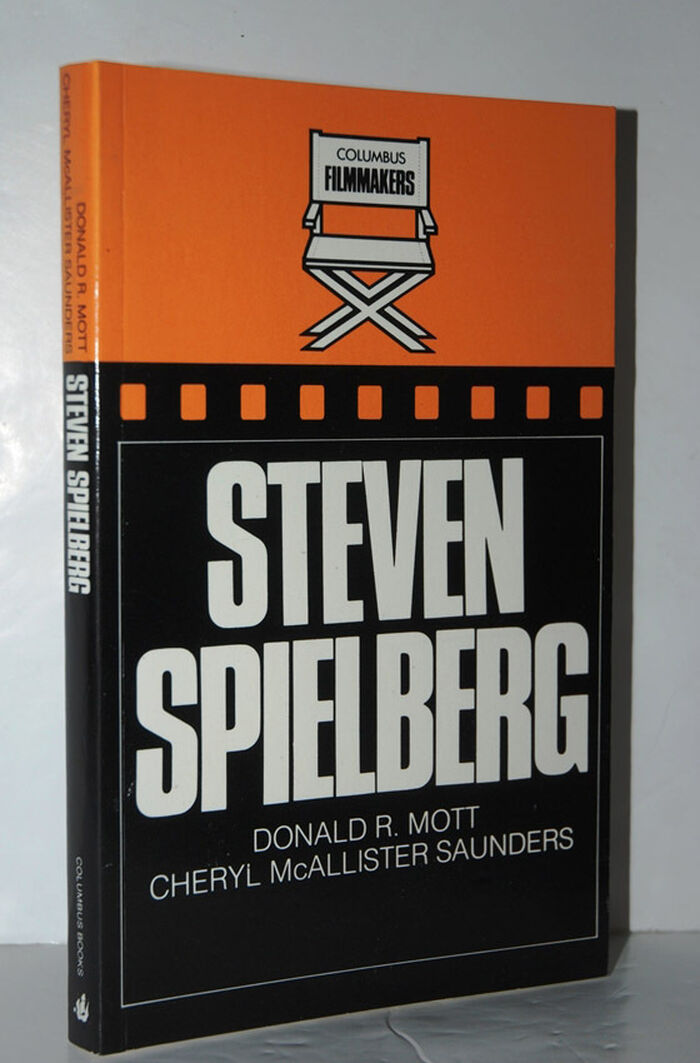 COLUMBUS
FILMMAKERS
STEVEN
SPIELBERG
DONALD R. MOTT
CHERYL McALLISTER SAUNDERS
DONALD R. MOTT
CHERYL McALLISTER SAUNDERS
STEVEN SPIELBERG
COLUMBUS BOOKS